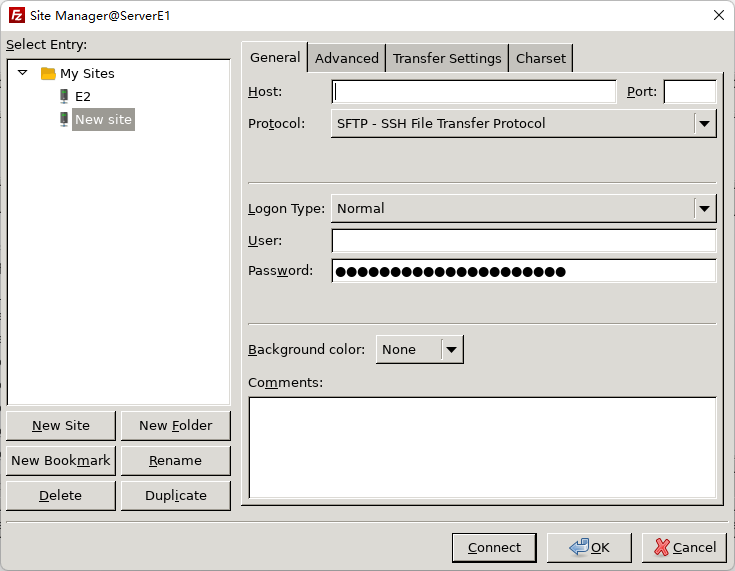 Site Manager@ServerE1
Select Entry:
My Sites
E2
New site
New Site
New Folder
New Bookmark
Rename
Delete
Duplicate
General
Advanced
Transfer Settings
Charset
Host:
Port:
Protocol:
SFTP - SSH File Transfer Protocol
Logon Type:
Normal
User:
Password:
●●●●●●●●●●●●●●●●●●●●●
Background color:
None
Comments:
Connect
OK
Cancel